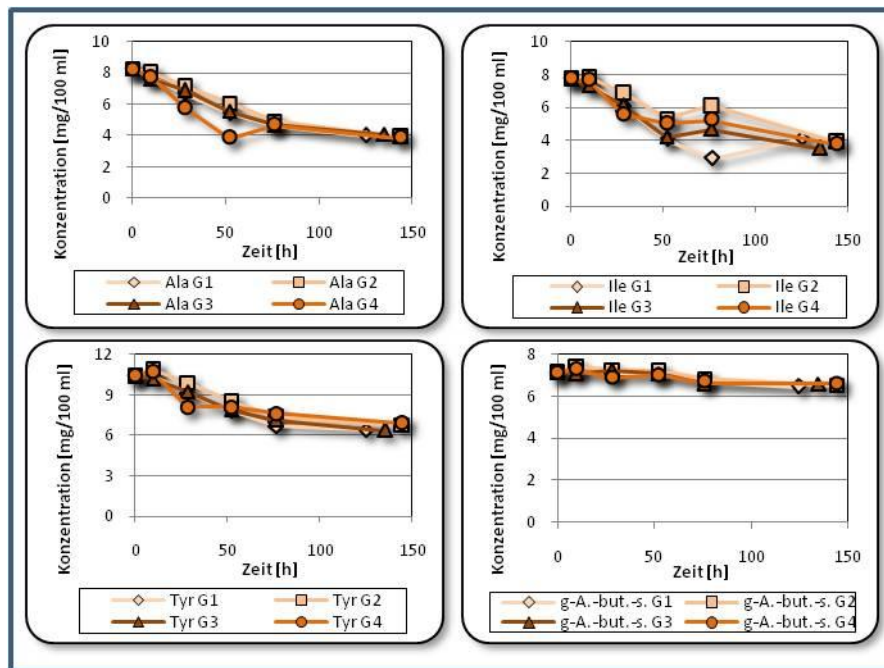 Konzentration [mg/100 ml]
10
8
6
4
2
0
0 50 100 150
Zeit [h]
Ala G1 Ala G2
Ala G3 Ala G4
Konzentration [mg/100 ml]
10
8
6
4
2
0
0 50 100 150
Zeit [h]
Ile G1 Ile G2
Ile G3 Ile G4
Konzentration [mg/100 ml]
12
9
6
3
0
0 50 100 150
Zeit [h]
Tyr G1 Tyr G2
Tyr G3 Tyr G4
Konzentration [mg/100 ml]
8
6
4
2
0
0 50 100 150
Zeit [h]
g-A.-but.-s. G1 g-A.-but.-s. G2
g-A.-but.-s. G3 g-A.-but.-s. G4